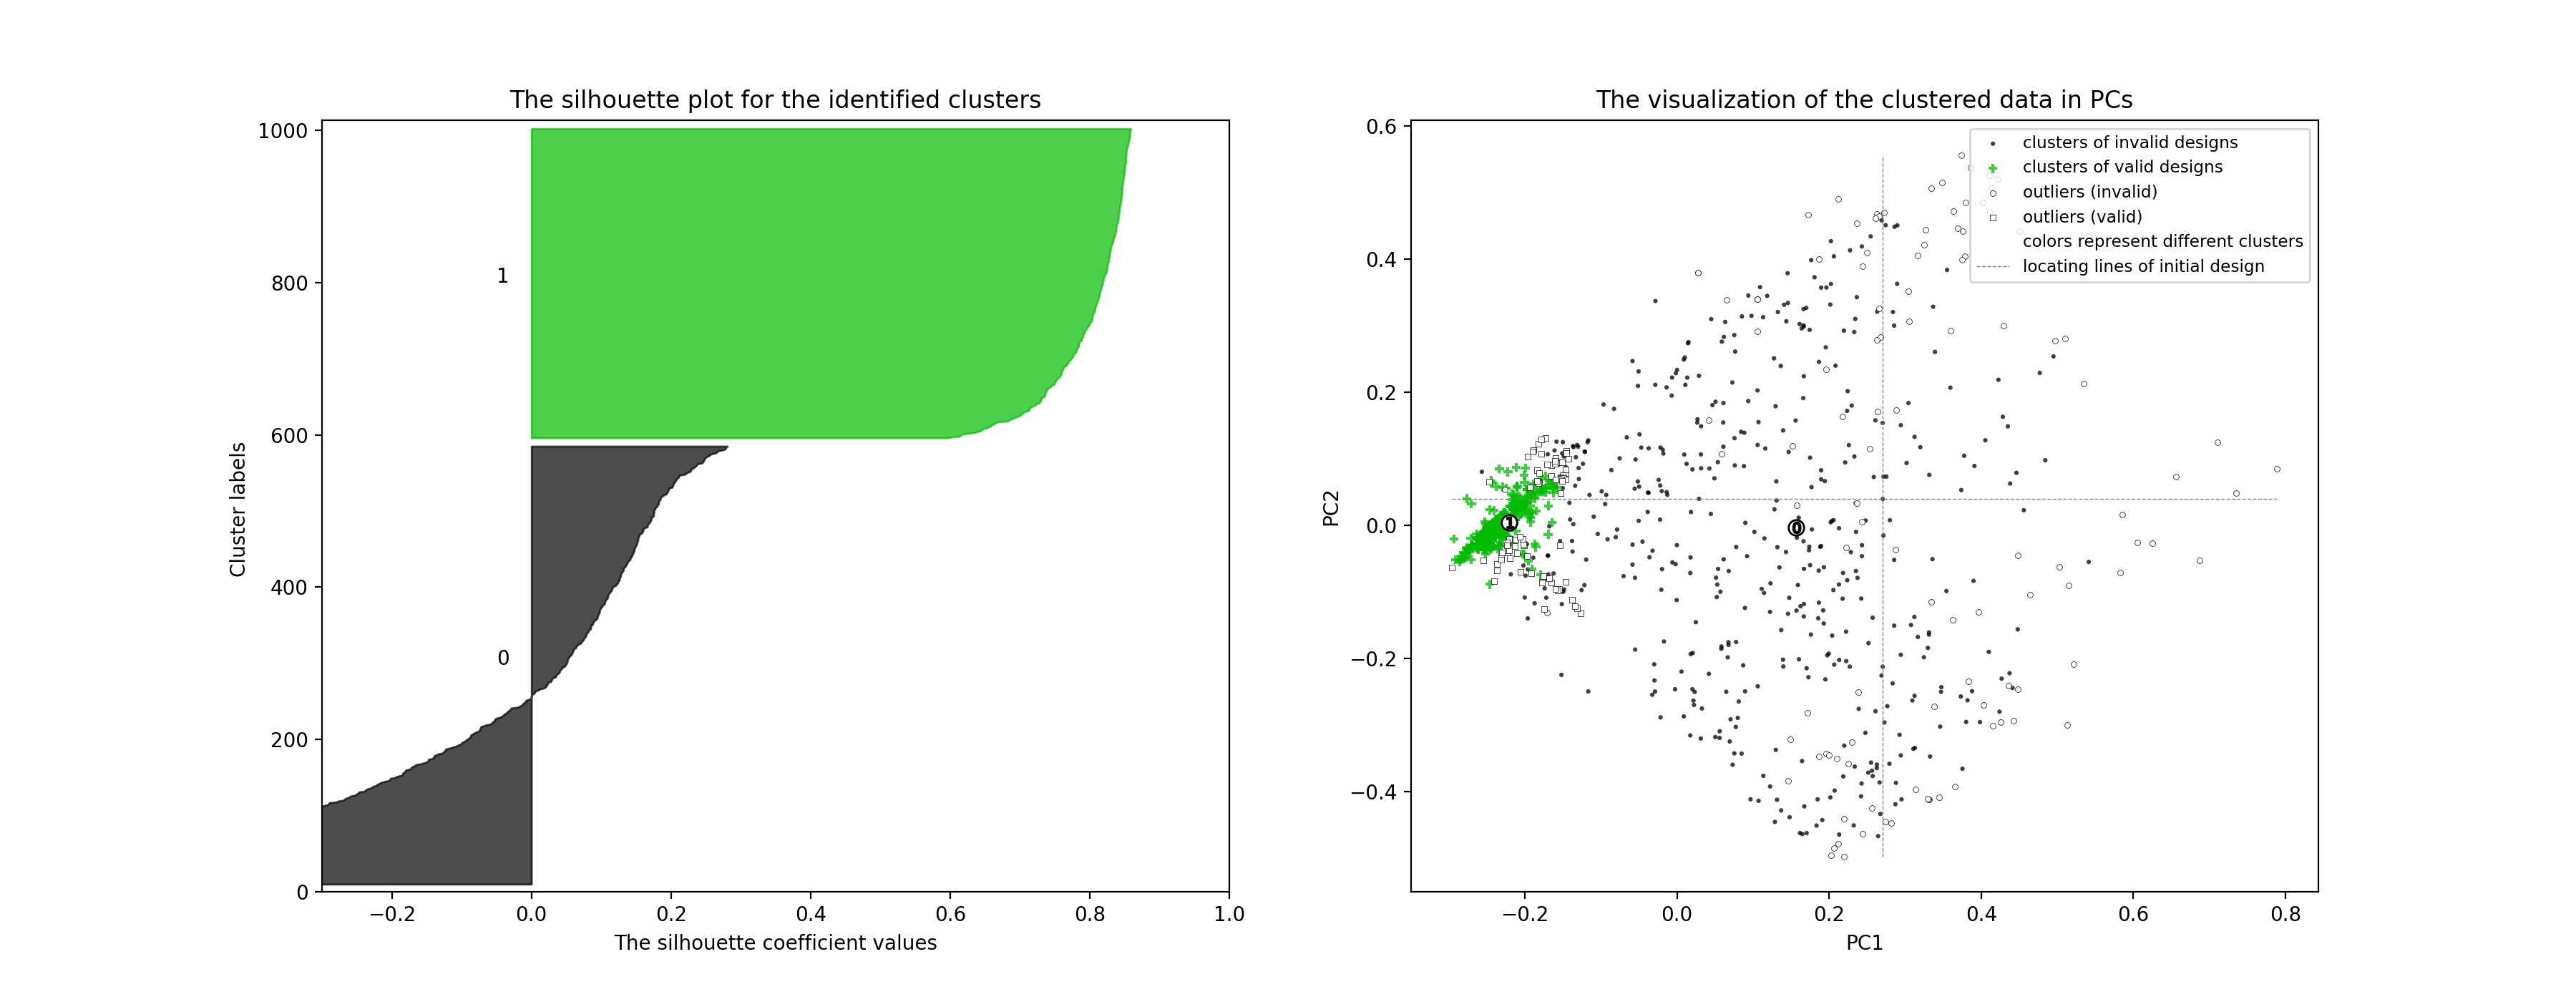 The silhouette plot for the identified clusters
1000
800
600
400
200
0
Cluster labels
1
0
−0.2
0.0
0.2
0.4
0.6
0.8
1.0
The silhouette coefficient values
The visualization of the clustered data in PCs
0.6
0.4
0.2
0.0
−0.2
−0.4
PC2
clusters of invalid designs
clusters of valid designs
outliers (invalid)
outliers (valid)
colors represent different clusters
locating lines of initial design
1
0
−0.2
0.0
0.2
0.4
0.6
0.8
PC1